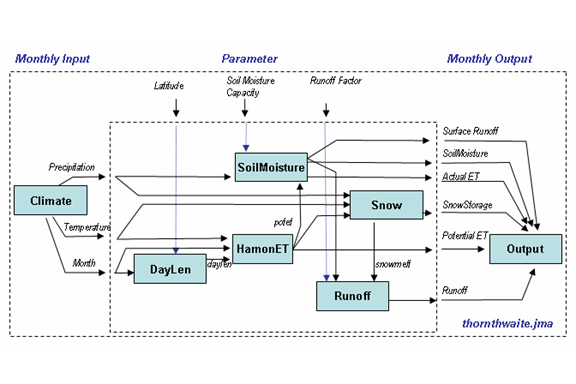 Monthly Input
Parameter
Monthly Output
Latitude
Soil Moisture
Capacity
Runoff Factor
Surface Runoff
Precipitation
SoilMoisture
SoilMoisture
Actual ET
Climate
Snow
SnowStorage
Temperature
potet
HamonET
Potential ET
Output
Month
DayLen
daylen
snowmelt
Runoff
Runoff
thornthwaite.jma